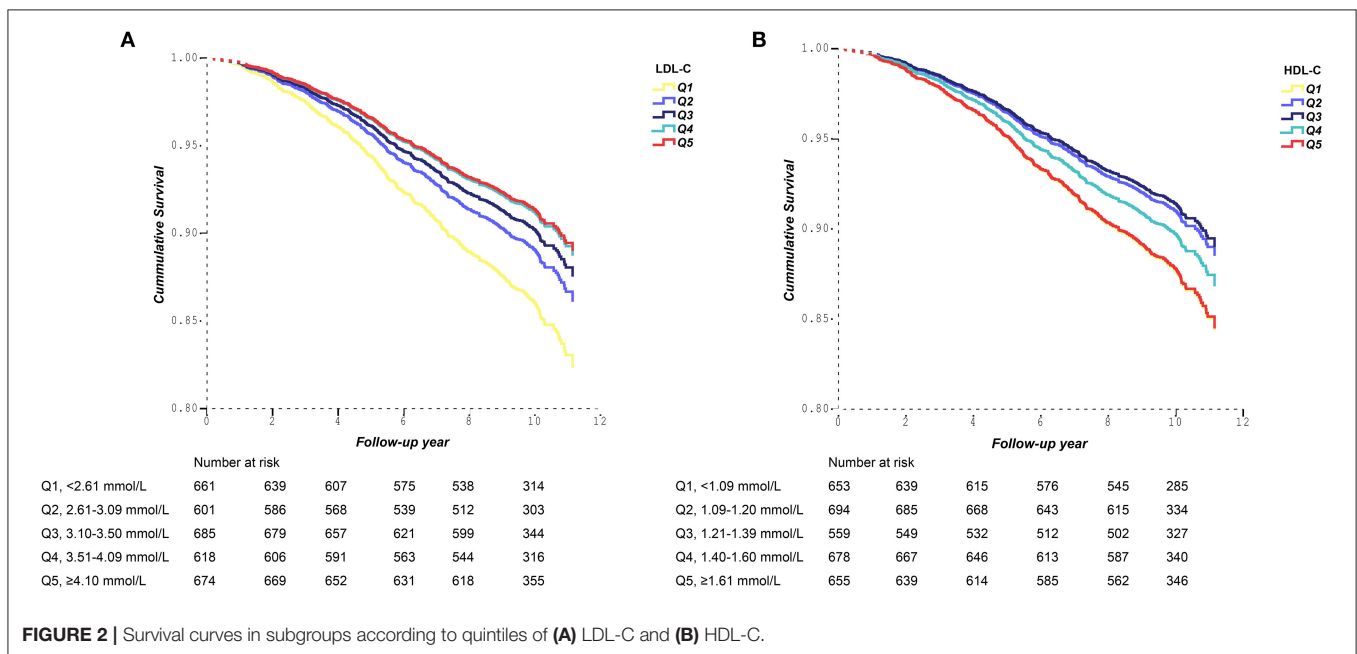 A
1.00
0.95
0.90
0.85
0.80
Cummulative Survival
0 2 4 6 8 10 12
Follow-up year
LDL-C
Q1
Q2
Q3
Q4
Q5
Number at risk
Q1, <2.61 mmol/L 661 639 607 575 538 314
Q2, 2.61-3.09 mmol/L 601 586 568 539 512 303
Q3, 3.10-3.50 mmol/L 685 679 657 621 599 344
Q4, 3.51-4.09 mmol/L 618 606 591 563 544 316
Q5, ≥4.10 mmol/L 674 669 652 631 618 355
B
1.00
0.95
0.90
0.85
0.80
Cummulative Survival
0 2 4 6 8 10 12
Follow-up year
HDL-C
Q1
Q2
Q3
Q4
Q5
Number at risk
Q1, <1.09 mmol/L 653 639 615 576 545 285
Q2, 1.09-1.20 mmol/L 694 685 668 643 615 334
Q3, 1.21-1.39 mmol/L 559 549 532 512 502 327
Q4, 1.40-1.60 mmol/L 678 667 646 613 587 340
Q5, ≥1.61 mmol/L 655 639 614 585 562 346
FIGURE 2 | Survival curves in subgroups according to quintiles of (A) LDL-C and (B) HDL-C.